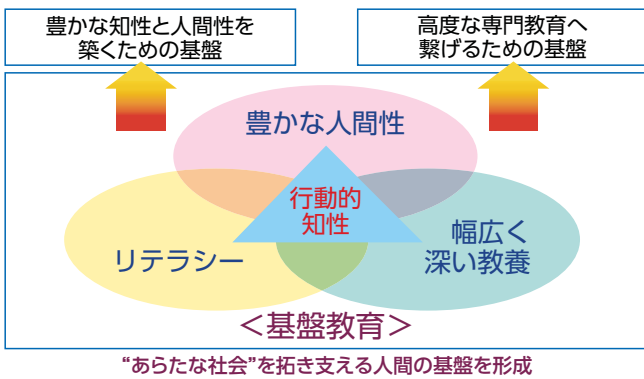 豊かな知性と人間性を
築くための基盤
高度な専門教育へ
繋げるための基盤
豊かな人間性
行動的
知性
リテラシー
幅広く
深い教養
＜基盤教育＞
“あらたな社会”を拓き支える人間の基盤を形成